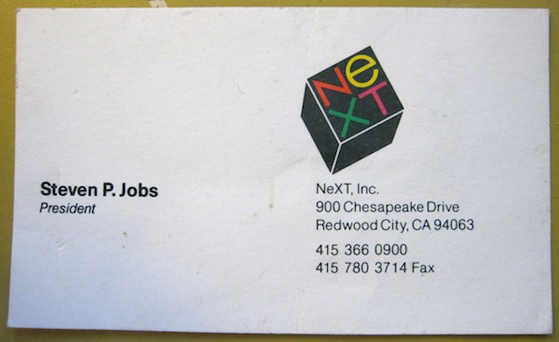 NeXT
Steven P. Jobs
President
NeXT, Inc.
900 Chesapeake Drive
Redwood City, CA 94063
415 366 0900
415 780 3714 Fax